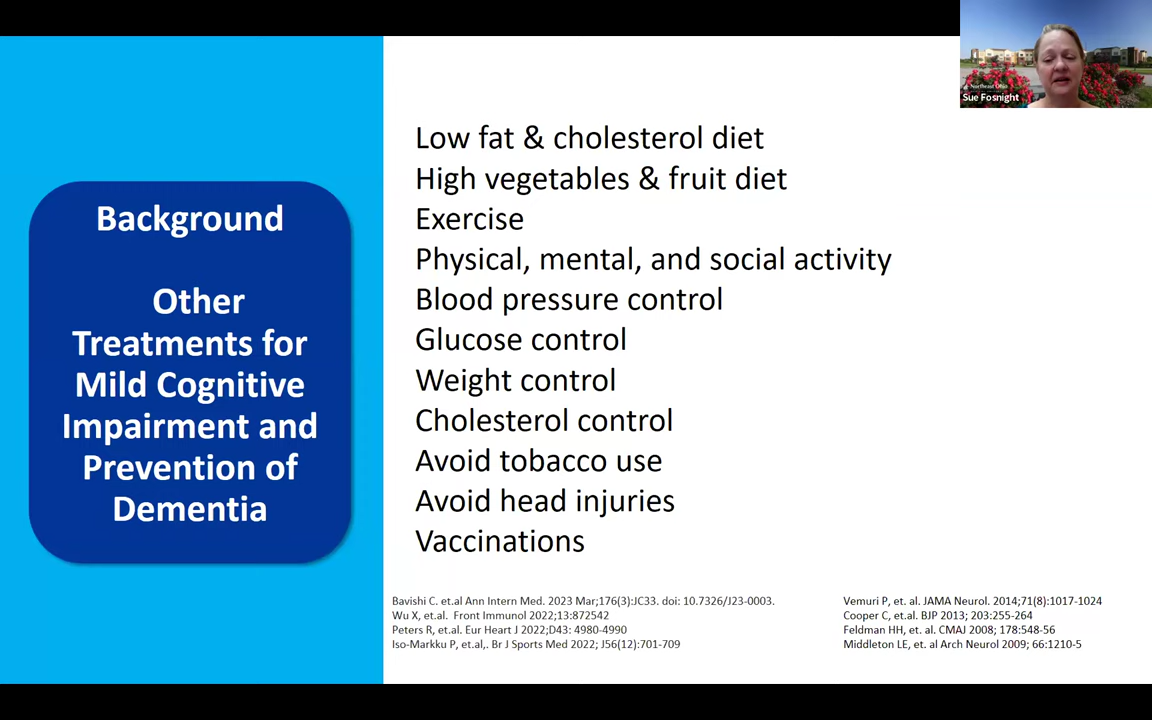 Background
Other
Treatments for
Mild Cognitive
Impairment and
Prevention of
Dementia
Low fat & cholesterol diet
High vegetables & fruit diet
Exercise
Physical, mental, and social activity
Blood pressure control
Glucose control
Weight control
Cholesterol control
Avoid tobacco use
Avoid head injuries
Vaccinations
Bavishi C. et.al Ann Intern Med. 2023 Mar;176(3):JC33. doi: 10.7326/J23-0003.
Wu X, et.al.  Front Immunol 2022;13:872542
Peters R, et.al. Eur Heart J 2022;D43: 4980-4990
Iso-Markku P, et.al,. Br J Sports Med 2022; J56(12):701-709
Vemuri P, et. al. JAMA Neurol. 2014;71(8):1017-1024
Cooper C, et.al. BJP 2013; 203:255-264
Feldman HH, et. al. CMAJ 2008; 178:548-56
Middleton LE, et. al Arch Neurol 2009; 66:1210-5
Northeast Ohio
Sue Fosnight